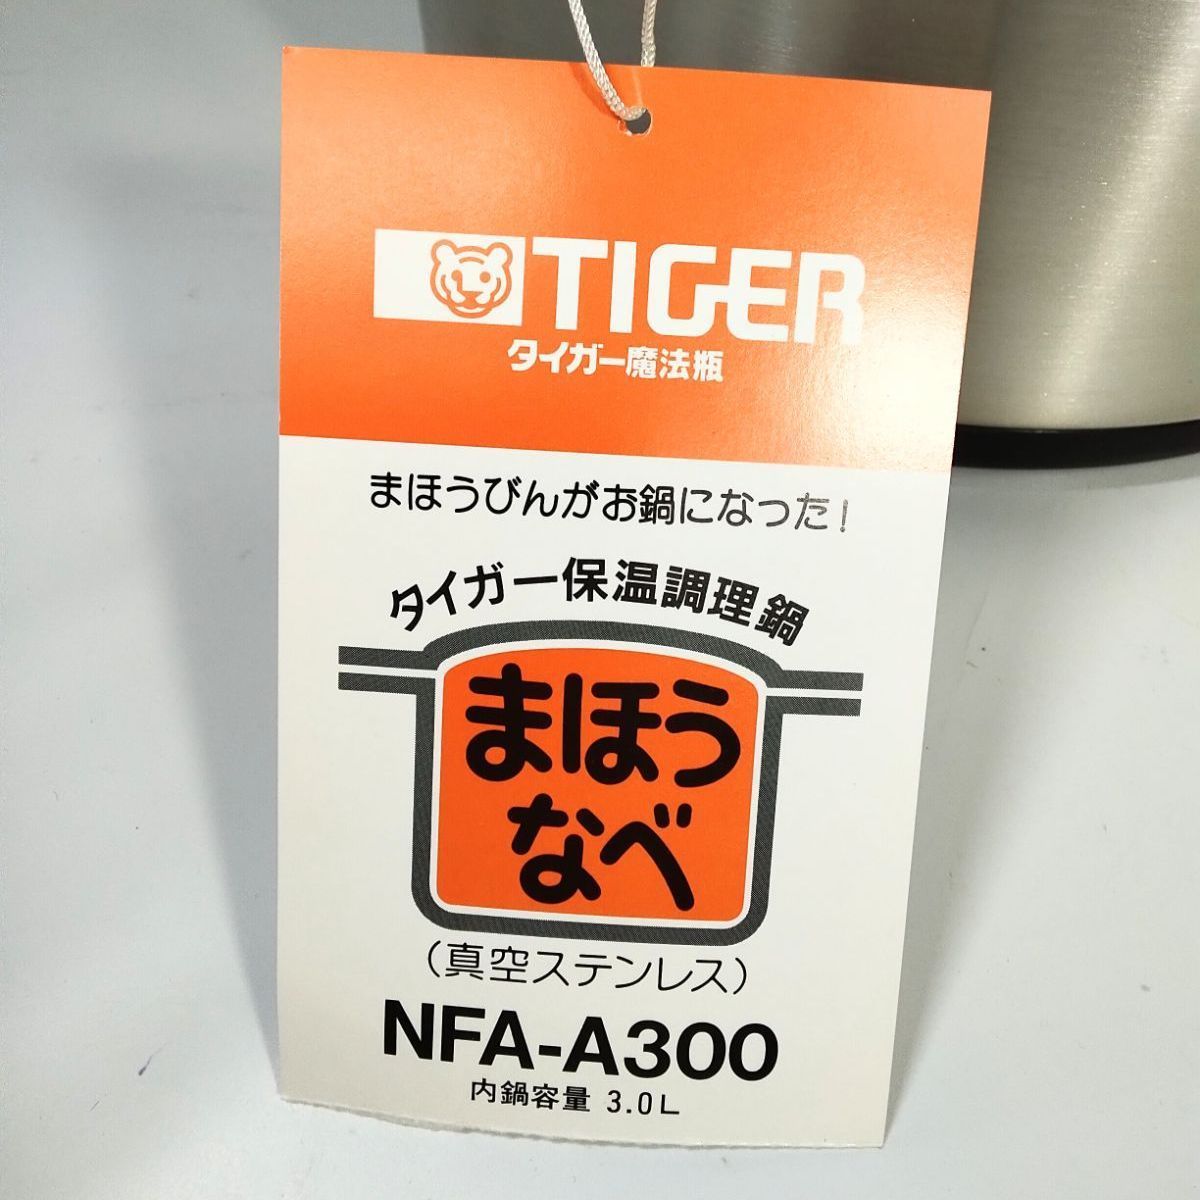 TIGER
タイガー魔法瓶
まほうびんがお鍋になった!
タイガー保温調理鍋
まほう
なべ
(真空ステンレス)
NFA-A300
内鍋容量 3.0L